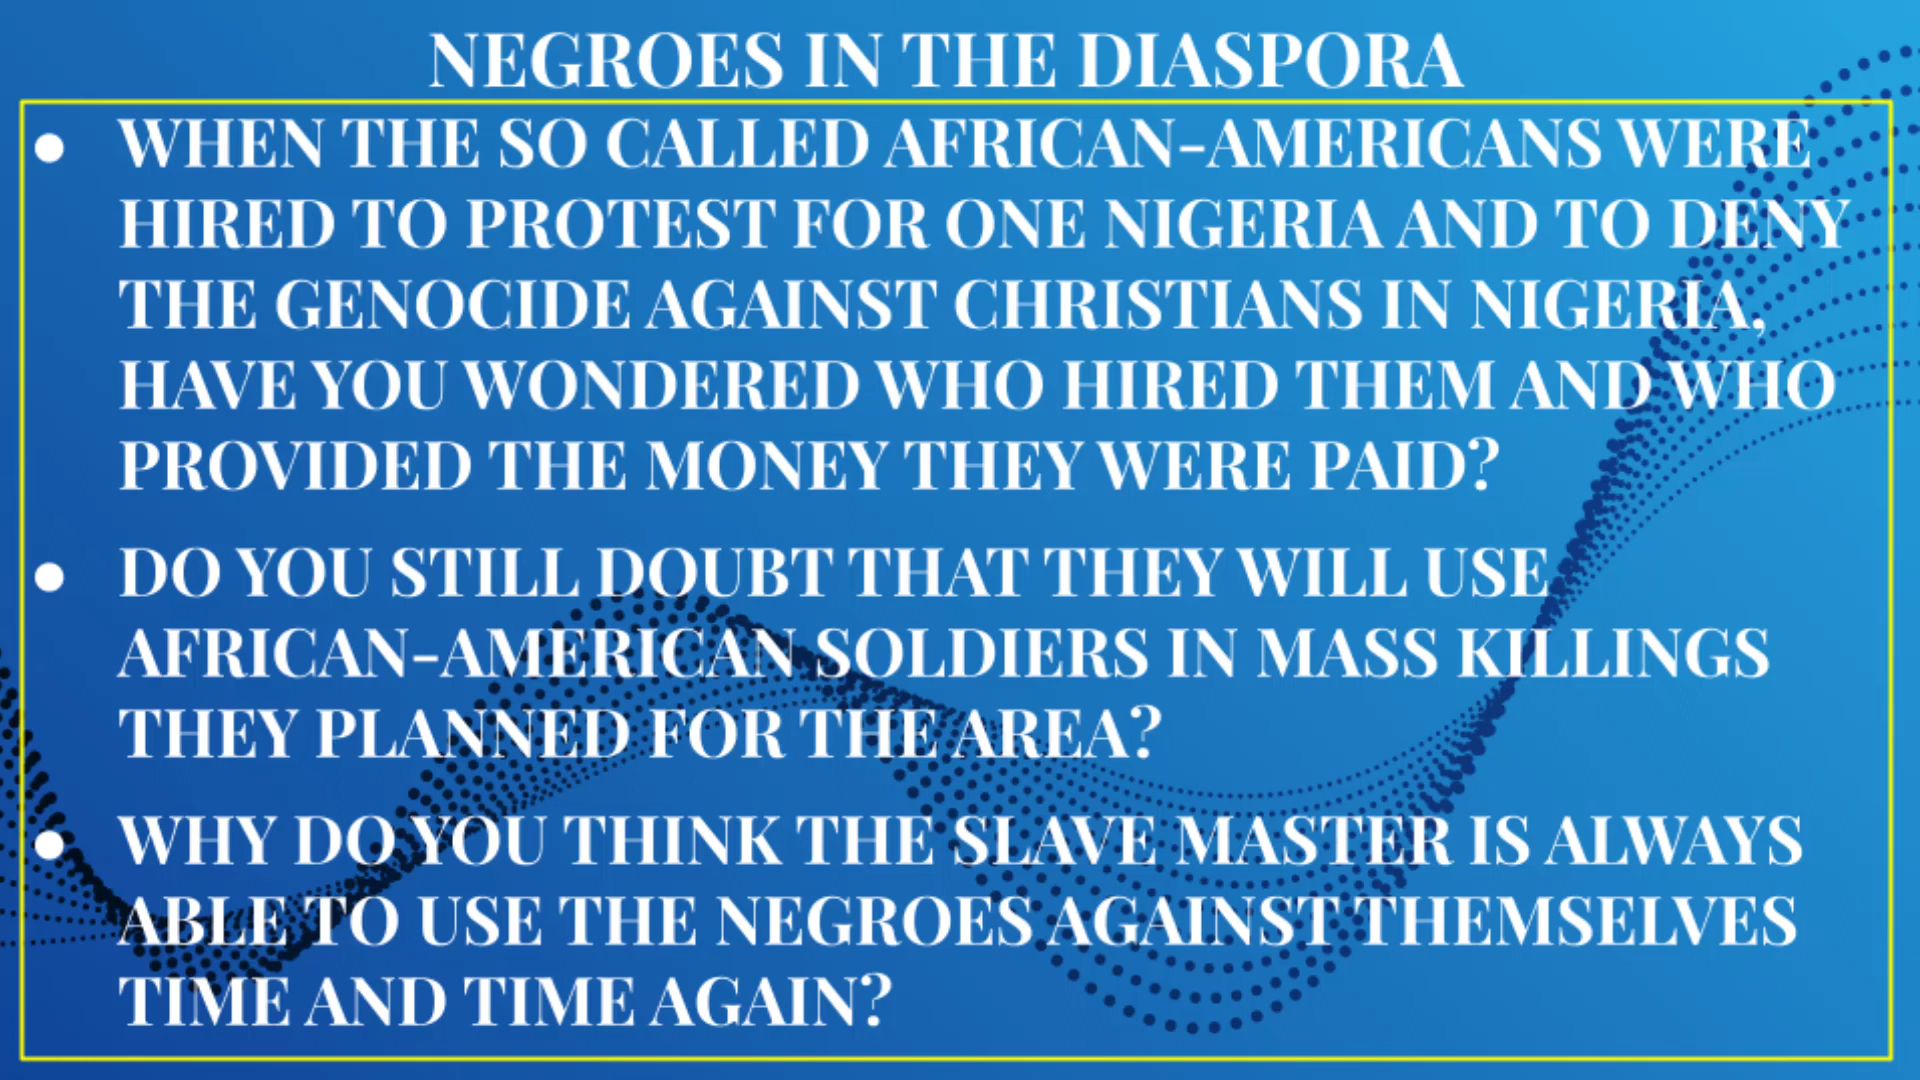 NEGROES IN THE DIASPORA
• WHEN THE SO CALLED AFRICAN-AMERICANS WERE
HIRED TO PROTEST FOR ONE NIGERIA AND TO DENY
THE GENOCIDE AGAINST CHRISTIANS IN NIGERIA,
HAVE YOU WONDERED WHO HIRED THEM AND WHO
PROVIDED THE MONEY THEY WERE PAID?
• DO YOU STILL DOUBT THAT THEY WILL USE
AFRICAN-AMERICAN SOLDIERS IN MASS KILLINGS
THEY PLANNED FOR THE AREA?
• WHY DO YOU THINK THE SLAVE MASTER IS ALWAYS
ABLE TO USE THE NEGROES AGAINST THEMSELVES
TIME AND TIME AGAIN?